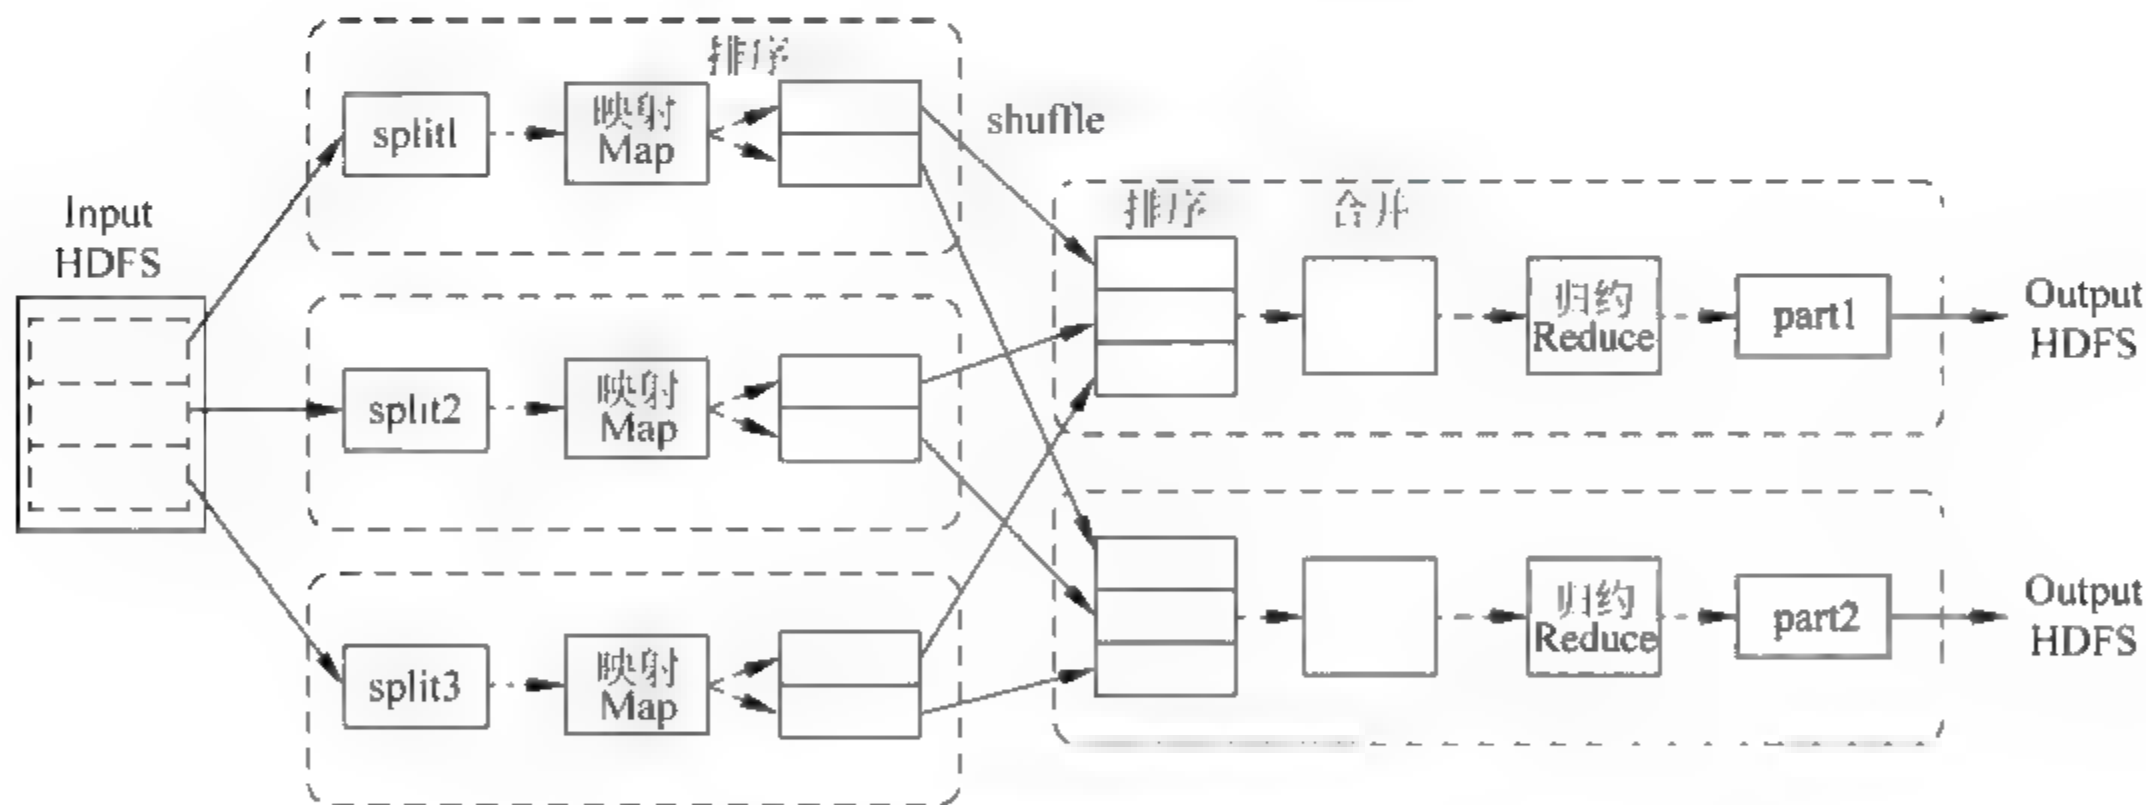 排序
split1
映射
Map
shuffle
Input
HDFS
排序
合并
split2
映射
Map
归约
Reduce
part1
Output
HDFS
split3
映射
Map
归约
Reduce
part2
Output
HDFS